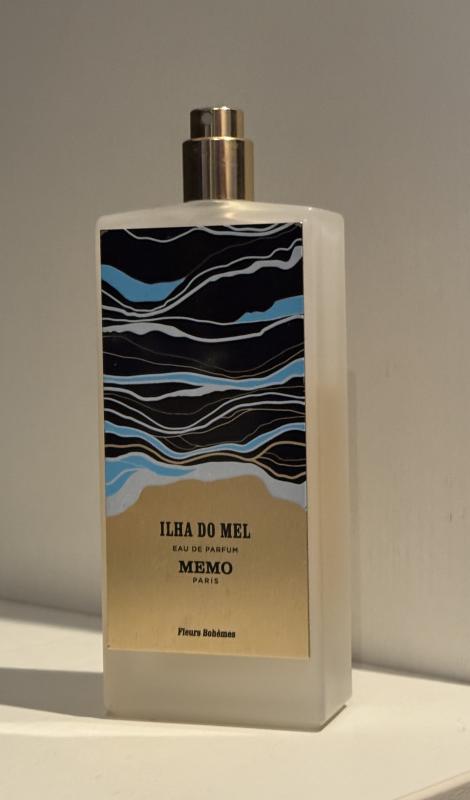 ILHA DO MEL
EAU DE PARFUM
MEMO
PARIS
Fleurs Bohèmes